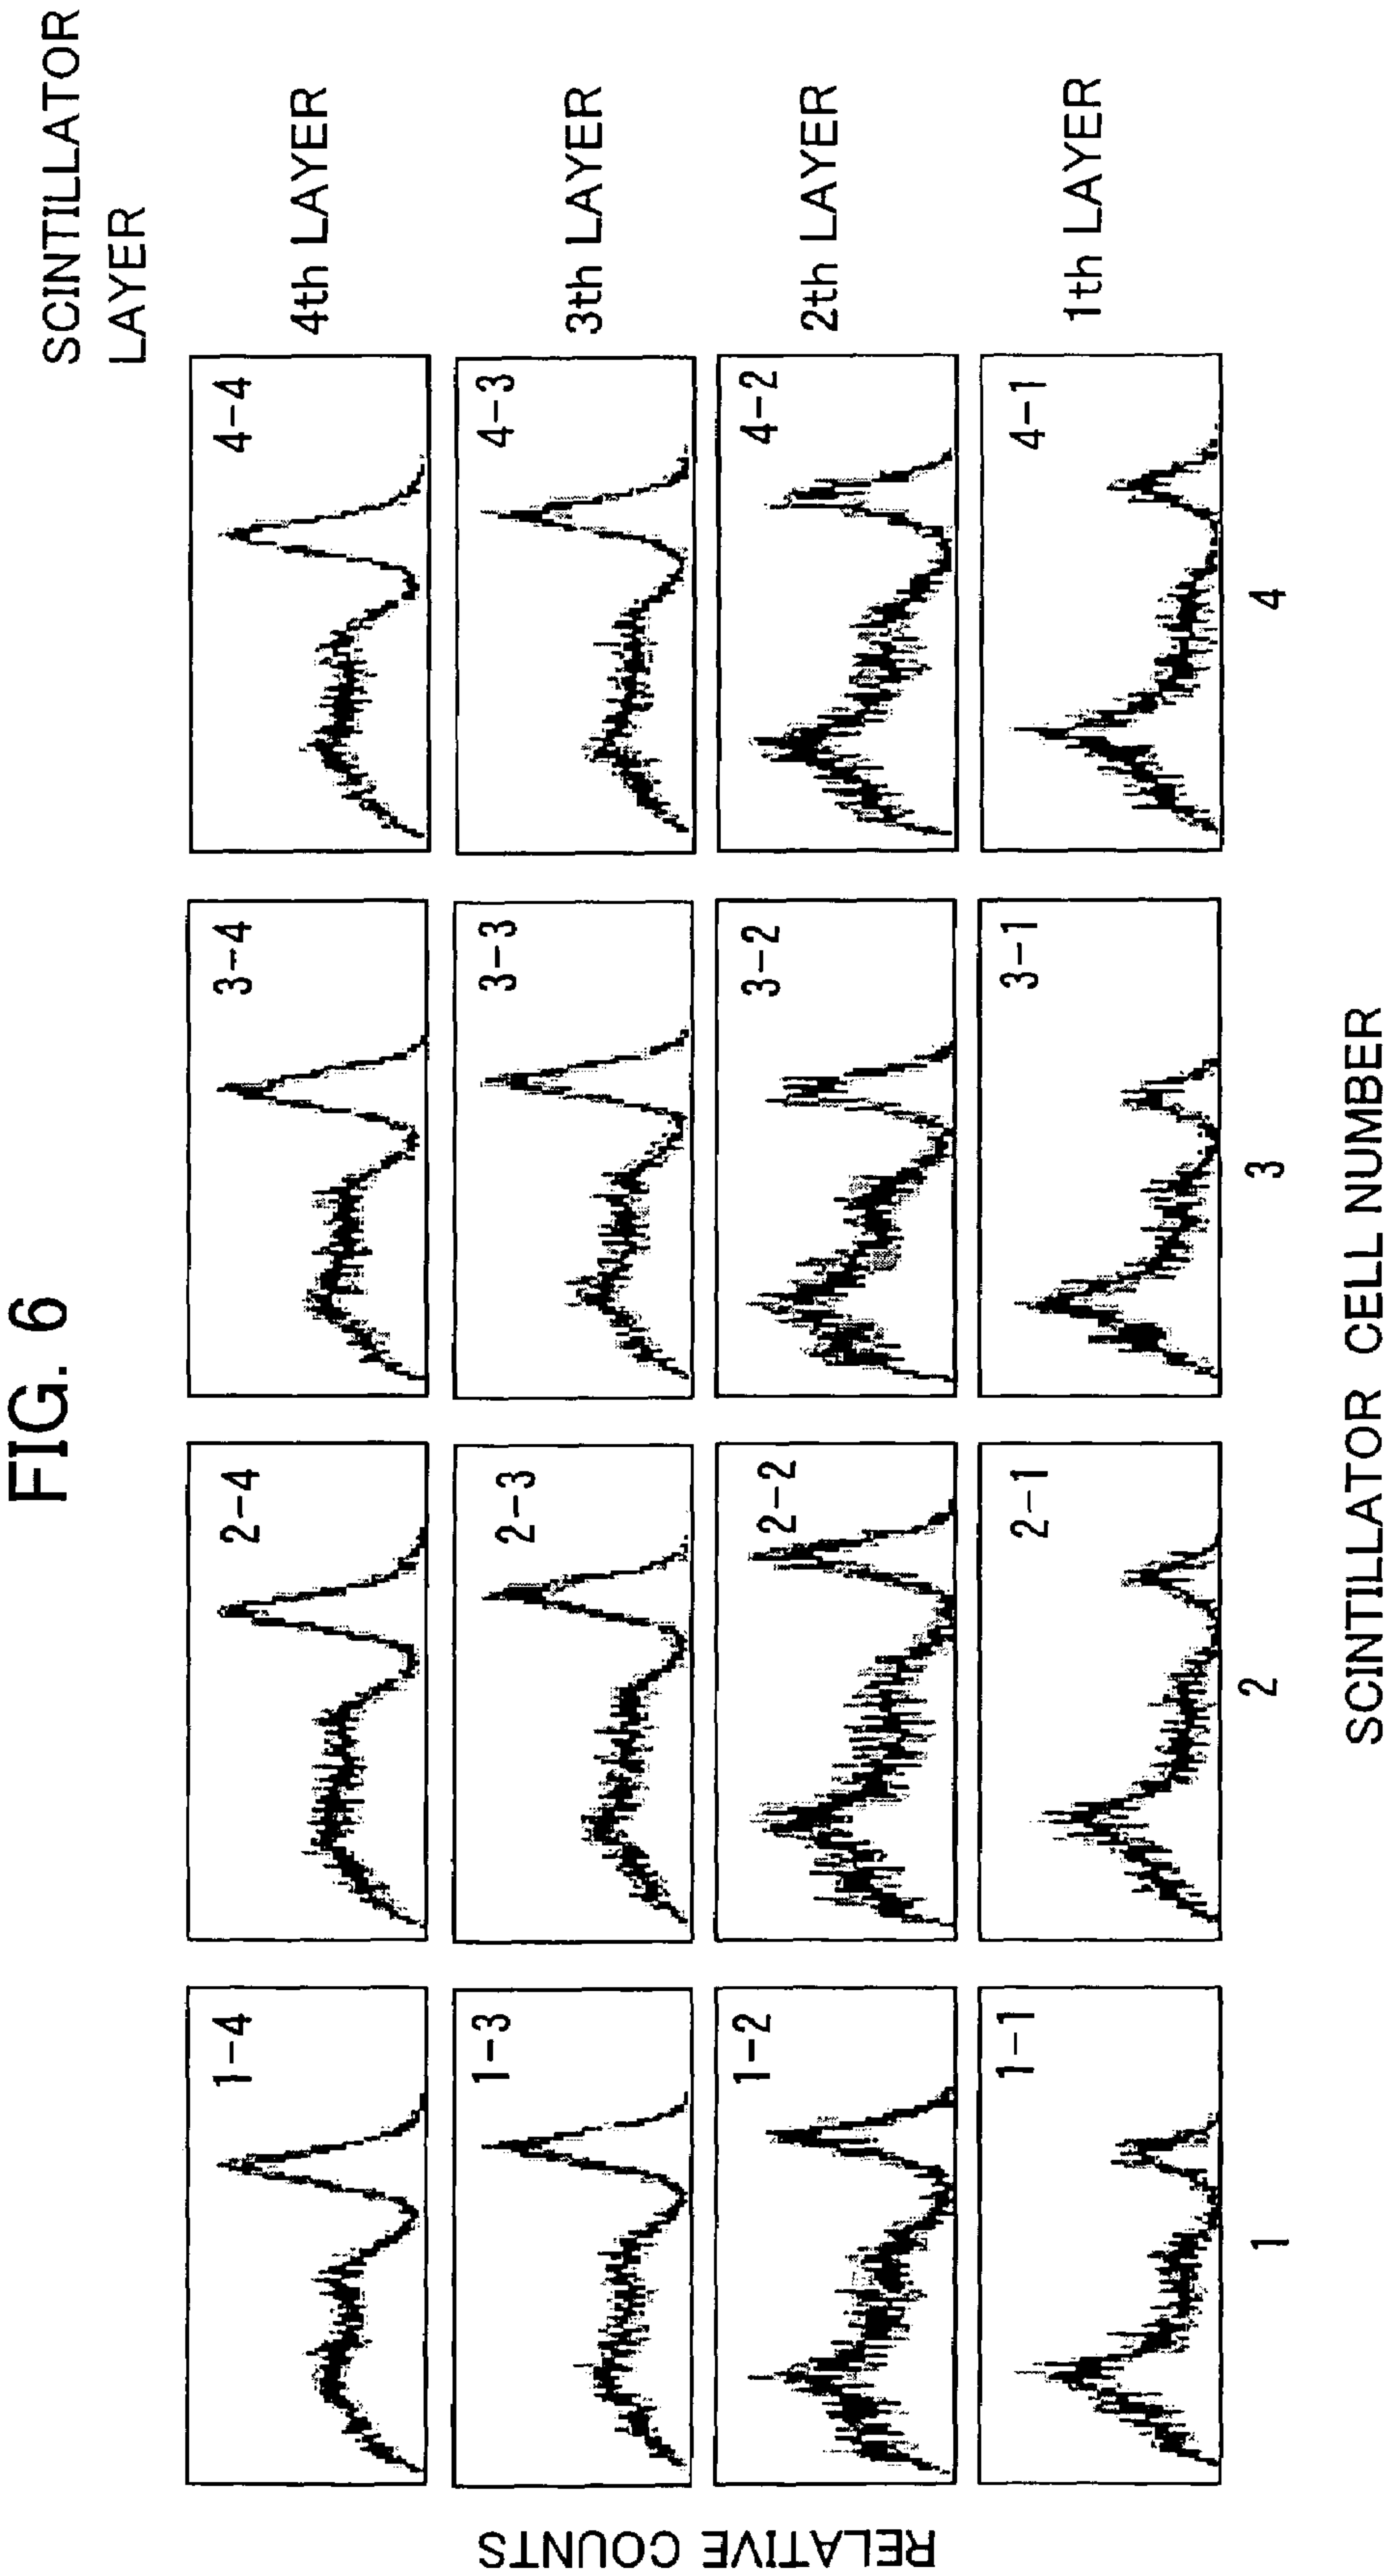 FIG. 6
SCINTILLATOR
LAYER
1-4
2-4
3-4
4-4
4th LAYER
1-3
2-3
3-3
4-3
3th LAYER
1-2
2-2
3-2
4-2
2th LAYER
1-1
2-1
3-1
4-1
1th LAYER
1
2
3
4
RELATIVE COUNTS
SCINTILLATOR CELL NUMBER